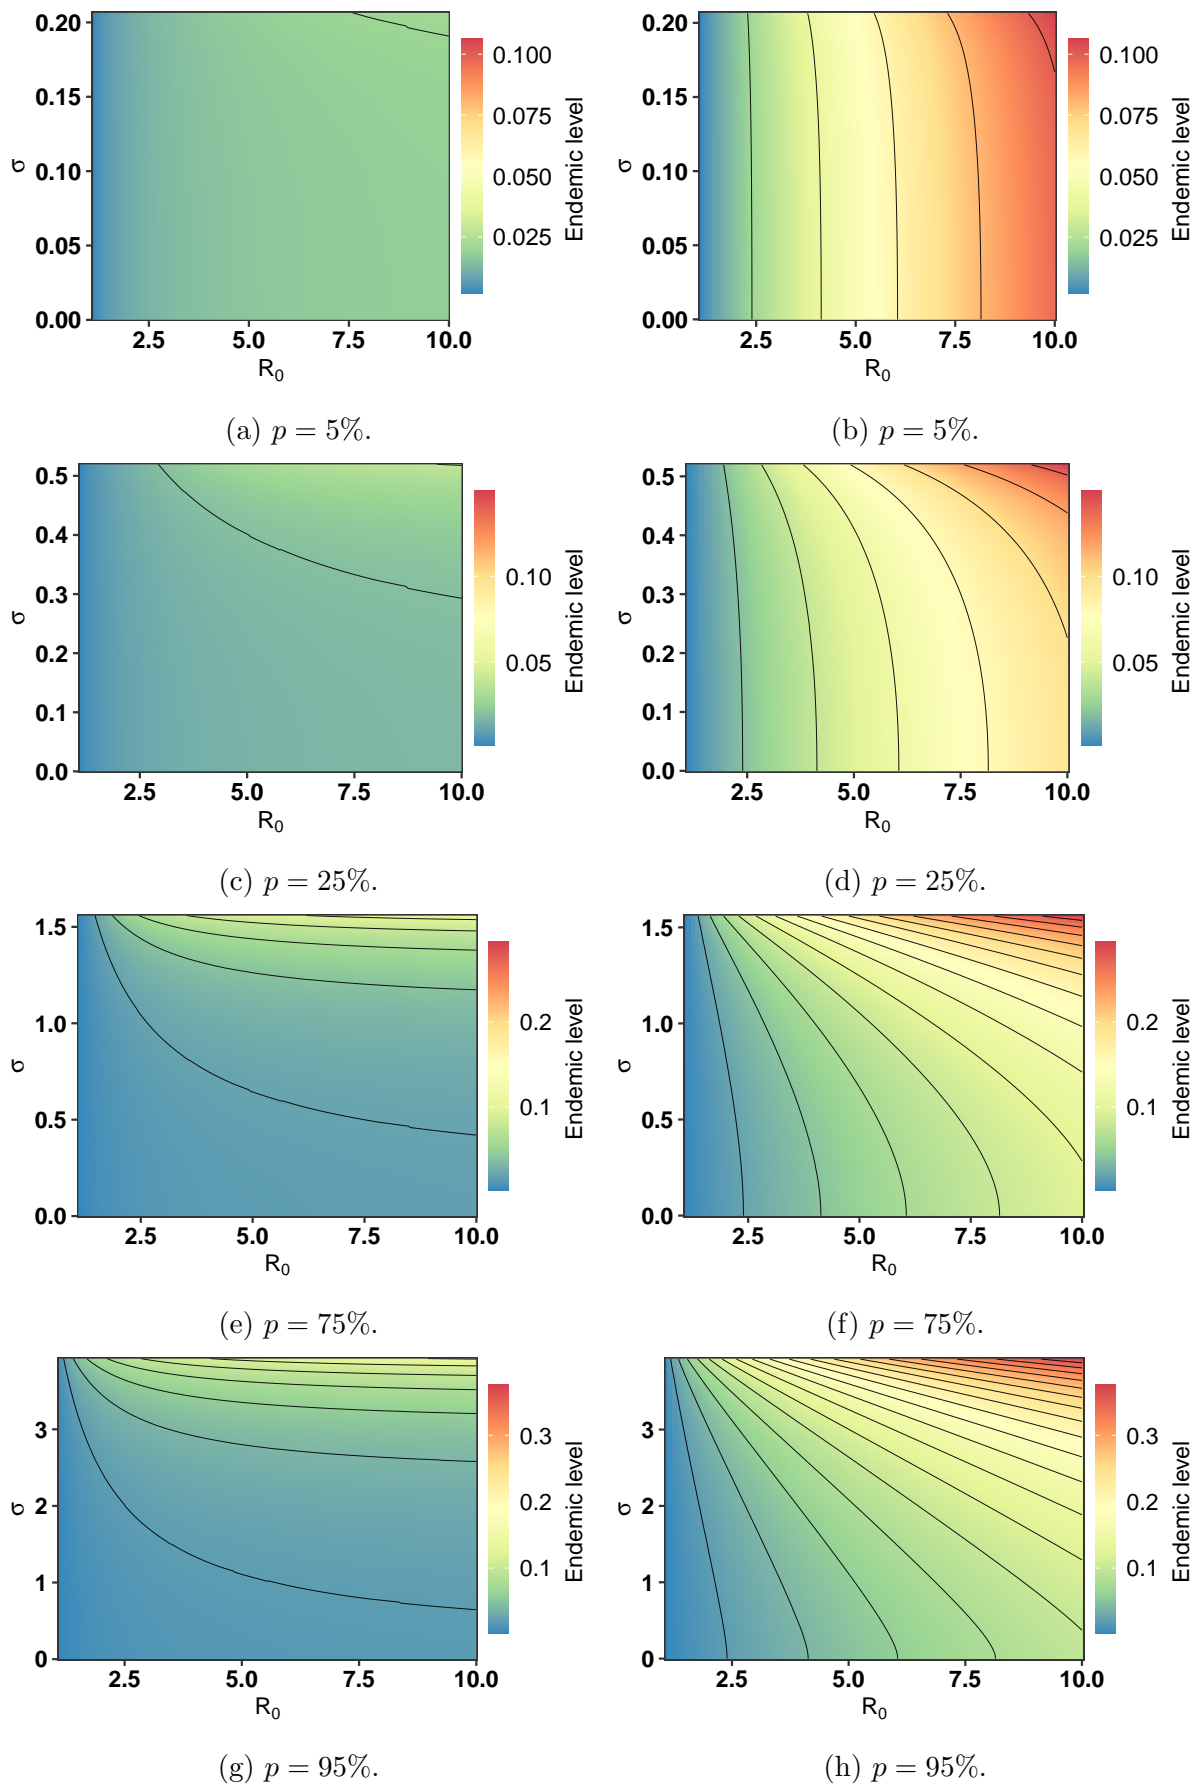 0.20
0.15
0.10
0.05
0.00
σ
2.5 5.0 7.5 10.0
R0
0.100
0.075
0.050
0.025
Endemic level
(a) p = 5%.
0.20
0.15
0.10
0.05
0.00
σ
2.5 5.0 7.5 10.0
R0
0.100
0.075
0.050
0.025
Endemic level
(b) p = 5%.
0.5
0.4
0.3
0.2
0.1
0.0
σ
2.5 5.0 7.5 10.0
R0
0.10
0.05
Endemic level
(c) p = 25%.
0.5
0.4
0.3
0.2
0.1
0.0
σ
2.5 5.0 7.5 10.0
R0
0.10
0.05
Endemic level
(d) p = 25%.
1.5
1.0
0.5
0.0
σ
2.5 5.0 7.5 10.0
R0
0.2
0.1
Endemic level
(e) p = 75%.
1.5
1.0
0.5
0.0
σ
2.5 5.0 7.5 10.0
R0
0.2
0.1
Endemic level
(f) p = 75%.
3
2
1
0
σ
2.5 5.0 7.5 10.0
R0
0.3
0.2
0.1
Endemic level
(g) p = 95%.
3
2
1
0
σ
2.5 5.0 7.5 10.0
R0
0.3
0.2
0.1
Endemic level
(h) p = 95%.